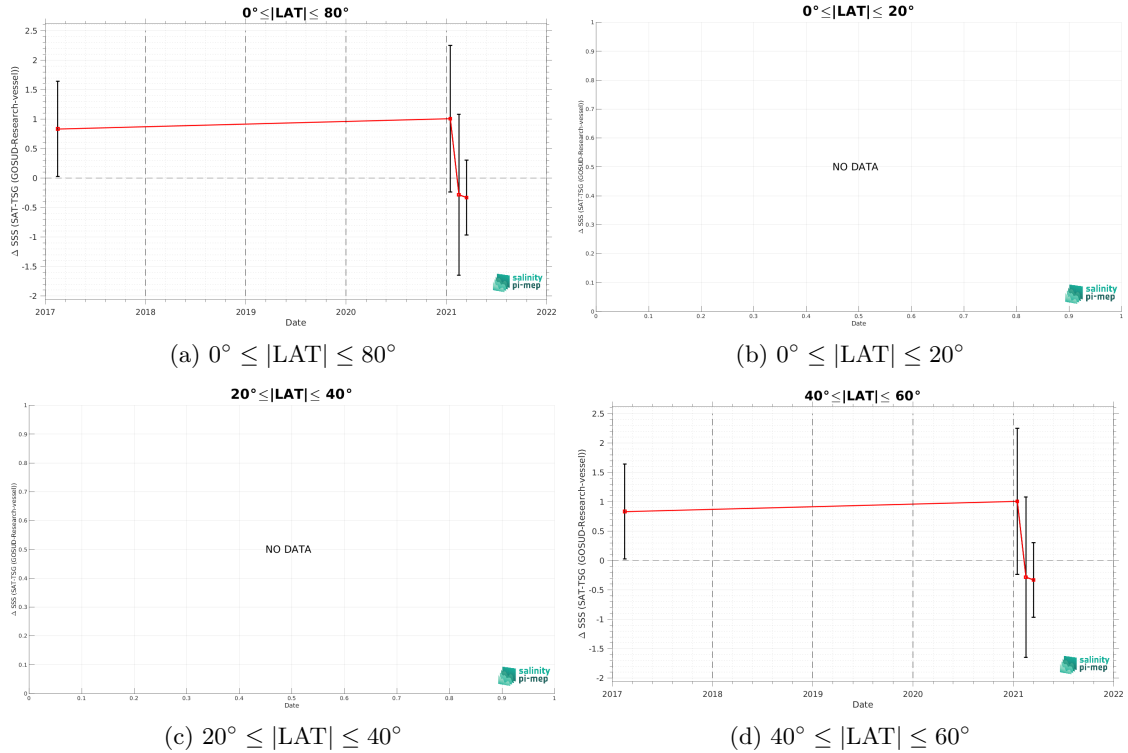 0°≤|LAT|≤ 80°
Δ SSS (SAT-TSG (GOSUD-Research-vessel))
2.5
2
1.5
1
0.5
0
-0.5
-1
-1.5
-2
2017 2018 2019 2020 2021 2022
Date
salinity
pi-mep
(a) 0° ≤ |LAT| ≤ 80°
0°≤|LAT|≤ 20°
Δ SSS (SAT-TSG (GOSUD-Research-vessel))
1
0.9
0.8
0.7
0.6
0.5
0.4
0.3
0.2
0.1
0
NO DATA
0 0.1 0.2 0.3 0.4 0.5 0.6 0.7 0.8 0.9 1
Date
salinity
pi-mep
(b) 0° ≤ |LAT| ≤ 20°
20°≤|LAT|≤ 40°
Δ SSS (SAT-TSG (GOSUD-Research-vessel))
1
0.9
0.8
0.7
0.6
0.5
0.4
0.3
0.2
0.1
0
NO DATA
0 0.1 0.2 0.3 0.4 0.5 0.6 0.7 0.8 0.9 1
Date
salinity
pi-mep
(c) 20° ≤ |LAT| ≤ 40°
40°≤|LAT|≤ 60°
Δ SSS (SAT-TSG (GOSUD-Research-vessel))
2.5
2
1.5
1
0.5
0
-0.5
-1
-1.5
-2
2017 2018 2019 2020 2021 2022
Date
salinity
pi-mep
(d) 40° ≤ |LAT| ≤ 60°